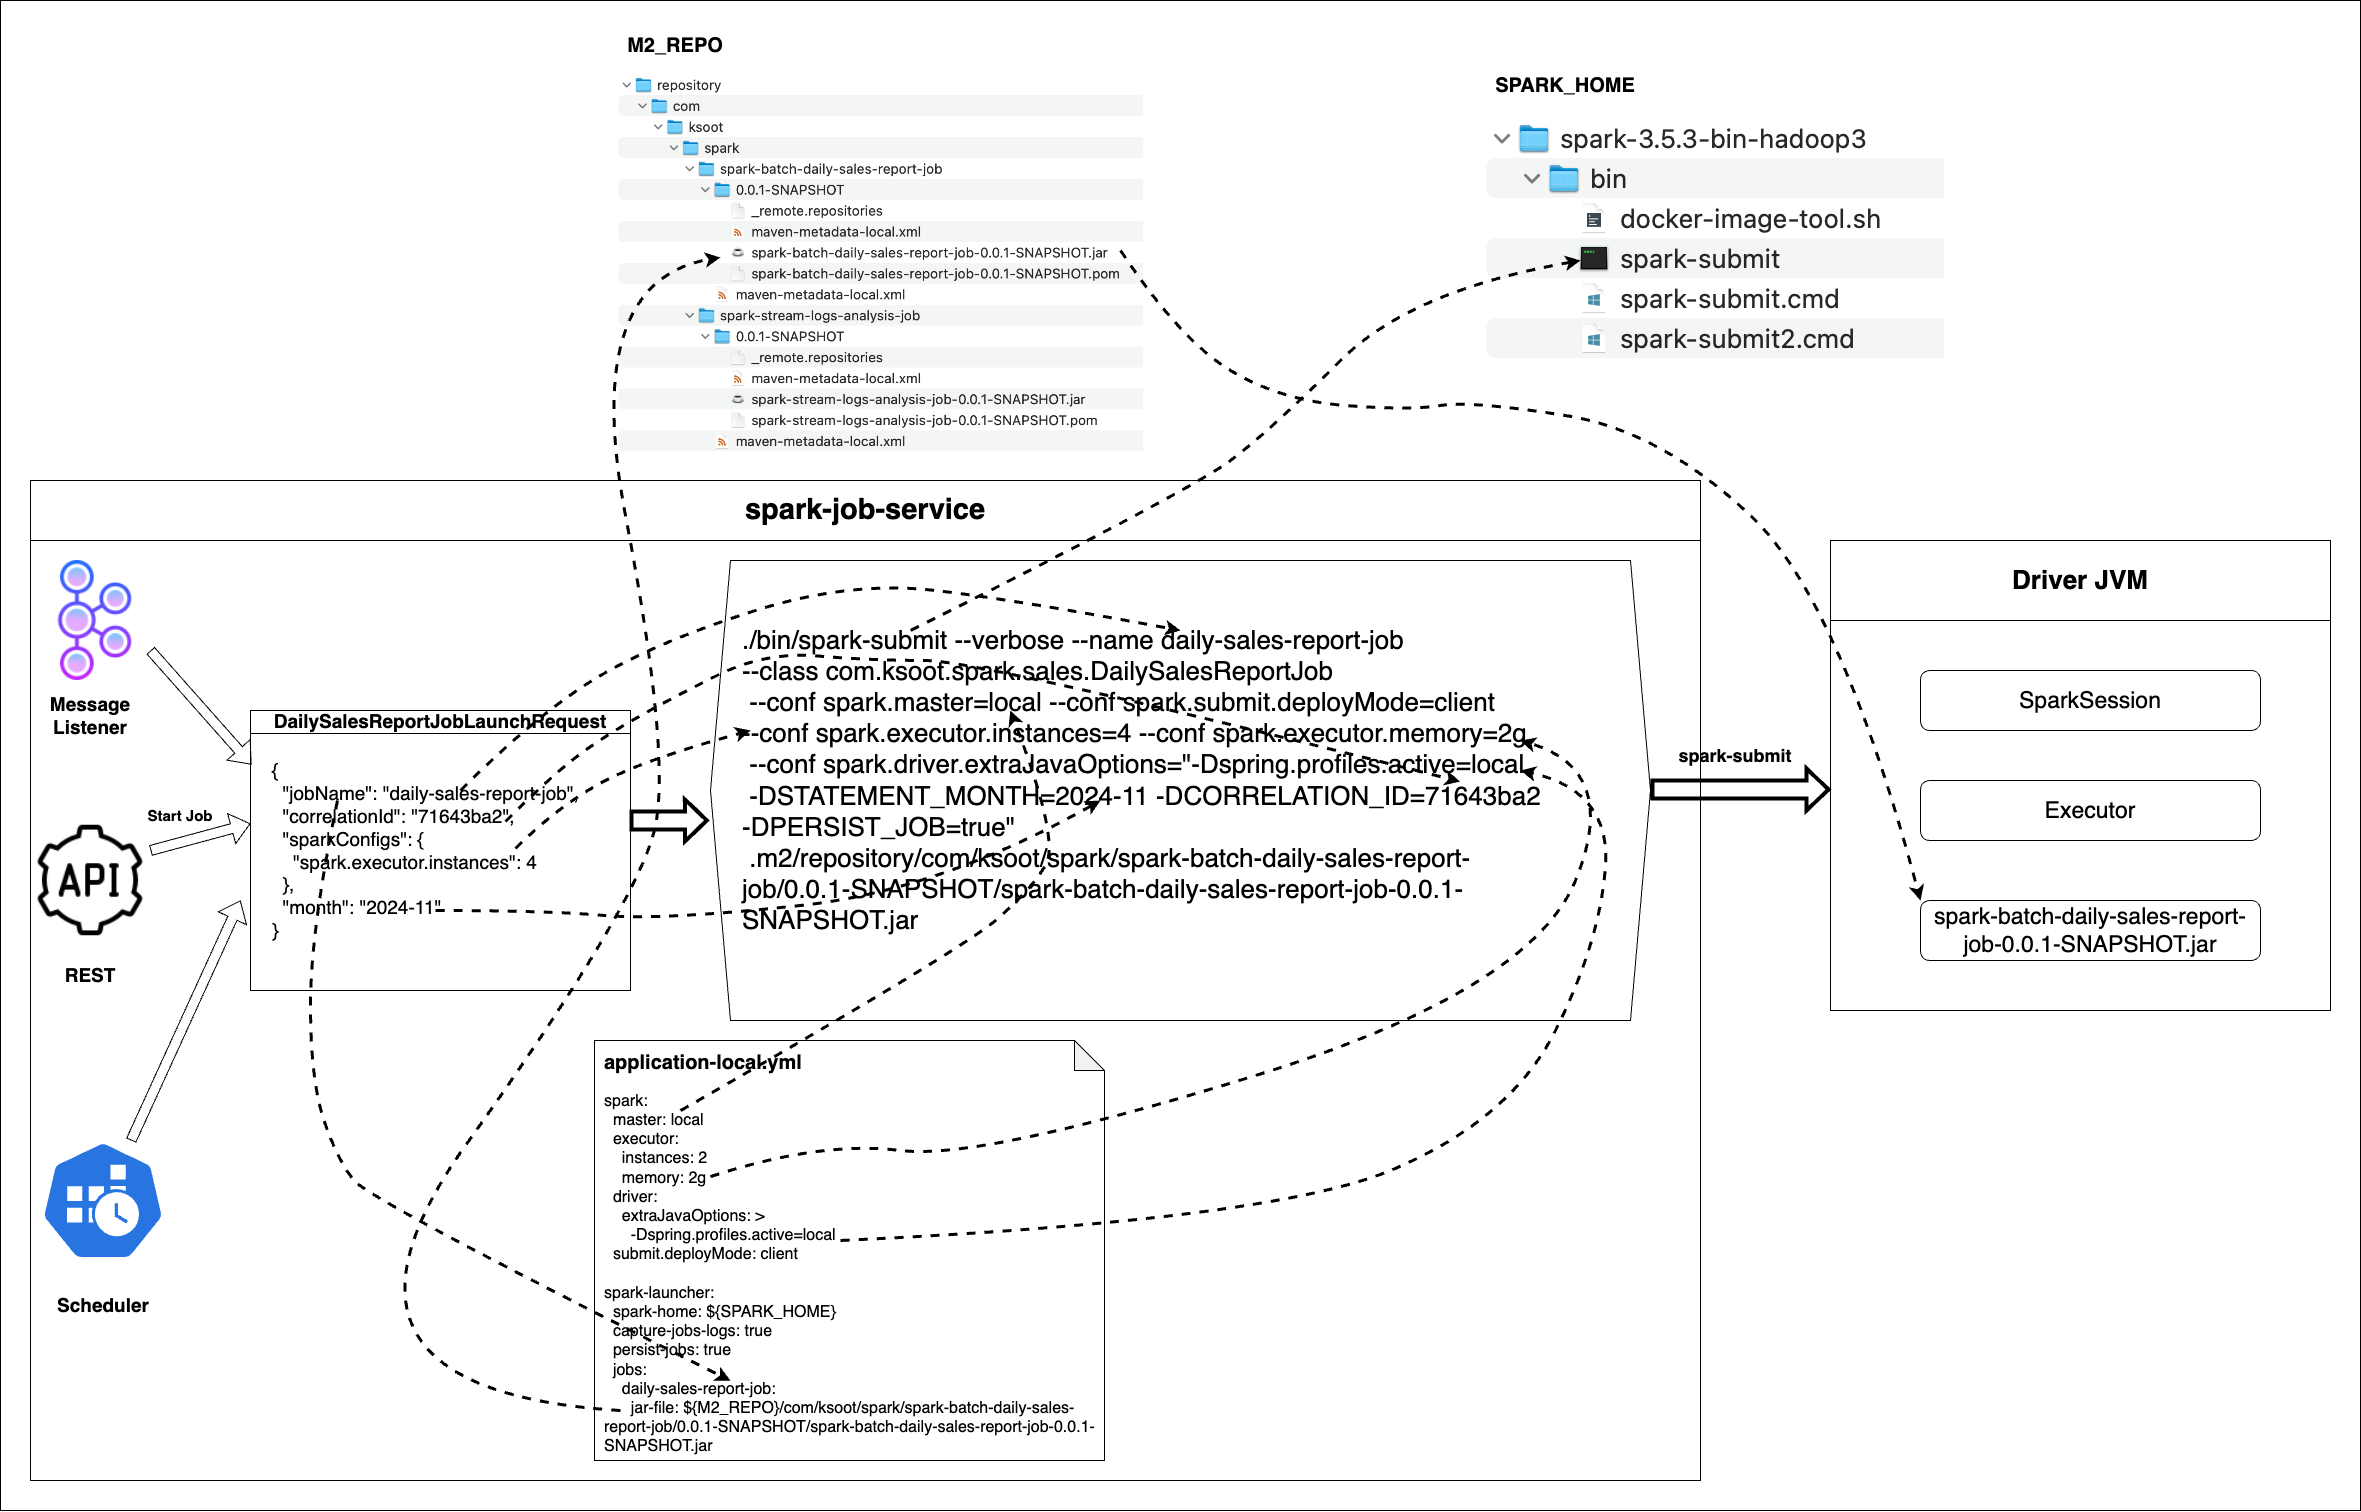 M2_REPO
repository
com
ksoot
spark
spark-batch-daily-sales-report-job
0.0.1-SNAPSHOT
_remote.repositories
maven-metadata-local.xml
spark-batch-daily-sales-report-job-0.0.1-SNAPSHOT.jar
spark-batch-daily-sales-report-job-0.0.1-SNAPSHOT.pom
maven-metadata-local.xml
spark-stream-logs-analysis-job
0.0.1-SNAPSHOT
_remote.repositories
maven-metadata-local.xml
spark-stream-logs-analysis-job-0.0.1-SNAPSHOT.jar
spark-stream-logs-analysis-job-0.0.1-SNAPSHOT.pom
maven-metadata-local.xml
SPARK_HOME
spark-3.5.3-bin-hadoop3
bin
docker-image-tool.sh
spark-submit
spark-submit.cmd
spark-submit2.cmd
spark-job-service
Message
Listener
Start Job
API
REST
Scheduler
DailySalesReportJobLaunchRequest
{
"jobName": "daily-sales-report-job",
"correlationId": "71643ba2",
"sparkConfigs": {
"spark.executor.instances": 4
},
"month": "2024-11"
}
./bin/spark-submit --verbose --name daily-sales-report-job
--class com.ksoot.spark.sales.DailySalesReportJob
--conf spark.master=local --conf spark.submit.deployMode=client
--conf spark.executor.instances=4 --conf spark.executor.memory=2g
--conf spark.driver.extraJavaOptions="-Dspring.profiles.active=local
-DSTATEMENT_MONTH=2024-11 -DCORRELATION_ID=71643ba2
-DPERSIST_JOB=true"
.m2/repository/com/ksoot/spark/spark-batch-daily-sales-report-
job/0.0.1-SNAPSHOT/spark-batch-daily-sales-report-job-0.0.1-
SNAPSHOT.jar
application-local.yml
spark:
master: local
executor:
instances: 2
memory: 2g
driver:
extraJavaOptions: >
-Dspring.profiles.active=local
submit.deployMode: client
spark-launcher:
spark-home: ${SPARK_HOME}
capture-jobs-logs: true
persist-jobs: true
jobs:
daily-sales-report-job:
jar-file: ${M2_REPO}/com/ksoot/spark/spark-batch-daily-sales-
report-job/0.0.1-SNAPSHOT/spark-batch-daily-sales-report-job-0.0.1-
SNAPSHOT.jar
spark-submit
Driver JVM
SparkSession
Executor
spark-batch-daily-sales-report-
job-0.0.1-SNAPSHOT.jar